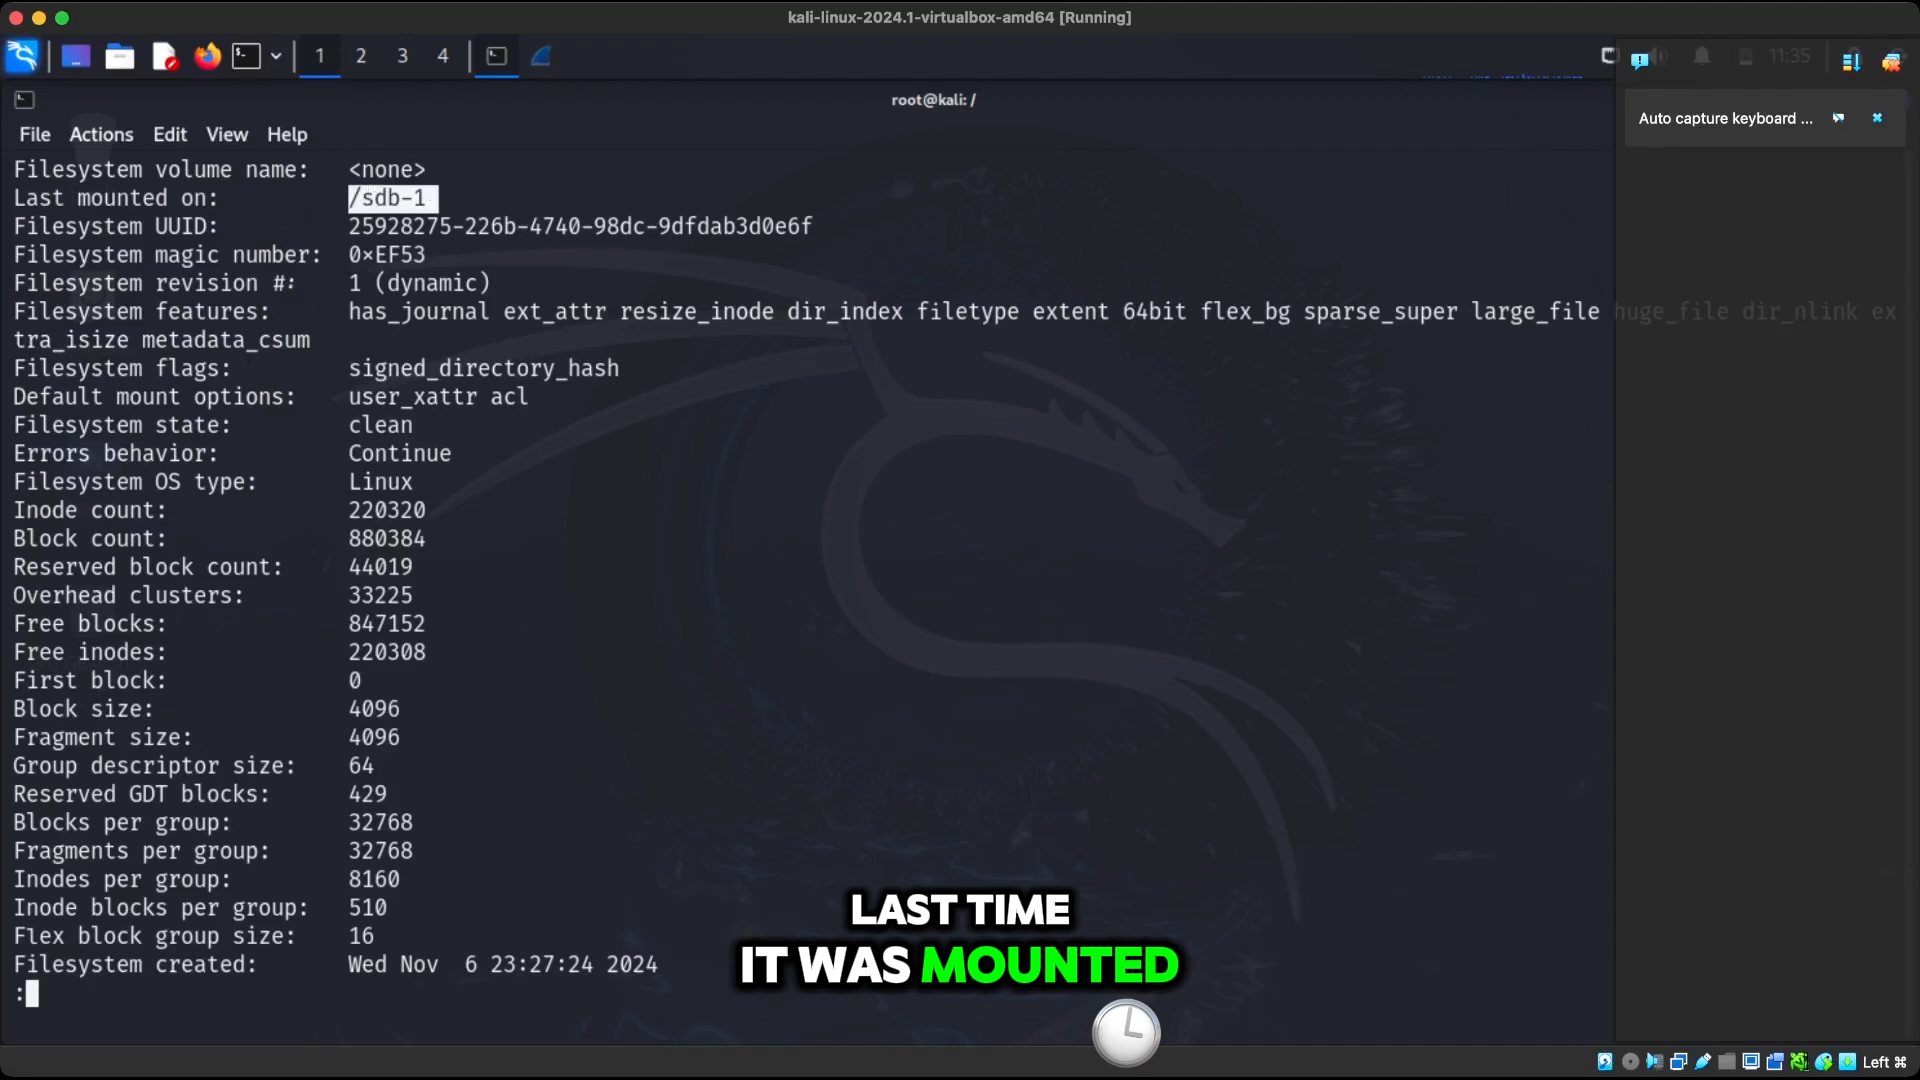 kali-linux-2024.1-virtualbox-amd64 [Running]
1 2 3 4
11:35
root@kali: /
Auto capture keyboard ...
File Actions Edit View Help
Filesystem volume name: <none>
Last mounted on: /sdb-1
Filesystem UUID: 25928275-226b-4740-98dc-9dfdab3d0e6f
Filesystem magic number: 0×EF53
Filesystem revision #: 1 (dynamic)
Filesystem features: has_journal ext_attr resize_inode dir_index filetype extent 64bit flex_bg sparse_super large_file huge_file dir_nlink ex
tra_isize metadata_csum
Filesystem flags: signed_directory_hash
Default mount options: user_xattr acl
Filesystem state: clean
Errors behavior: Continue
Filesystem OS type: Linux
Inode count: 220320
Block count: 880384
Reserved block count: 44019
Overhead clusters: 33225
Free blocks: 847152
Free inodes: 220308
First block: 0
Block size: 4096
Fragment size: 4096
Group descriptor size: 64
Reserved GDT blocks: 429
Blocks per group: 32768
Fragments per group: 32768
Inodes per group: 8160
Inode blocks per group: 510
Flex block group size: 16
Filesystem created: Wed Nov 6 23:27:24 2024
:
LAST TIME
IT WAS MOUNTED
Left ⌘